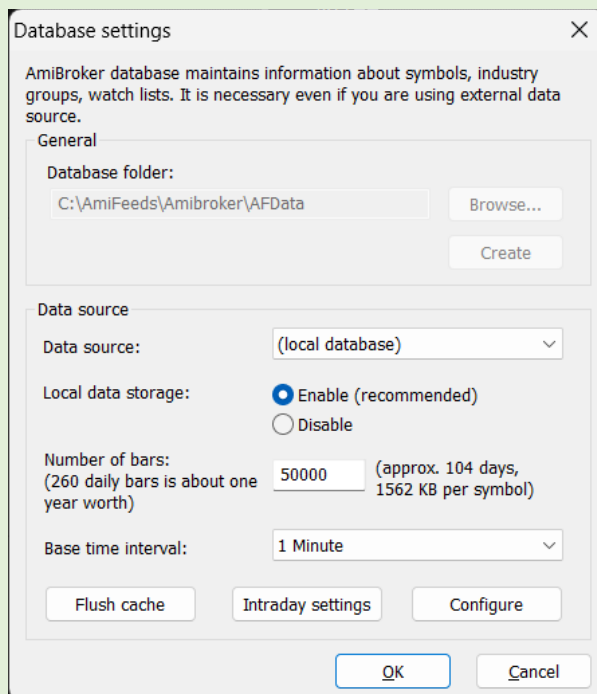 Database settings
AmiBroker database maintains information about symbols, industry
groups, watch lists. It is necessary even if you are using external data
source.
General
Database folder:
C:\AmiFeeds\Amibroker\AFData
Browse...
Create
Data source
Data source:
(local database)
Local data storage:
Enable (recommended)
Disable
Number of bars:
(260 daily bars is about one
year worth)
50000
(approx. 104 days,
1562 KB per symbol)
Base time interval:
1 Minute
Flush cache
Intraday settings
Configure
OK
Cancel